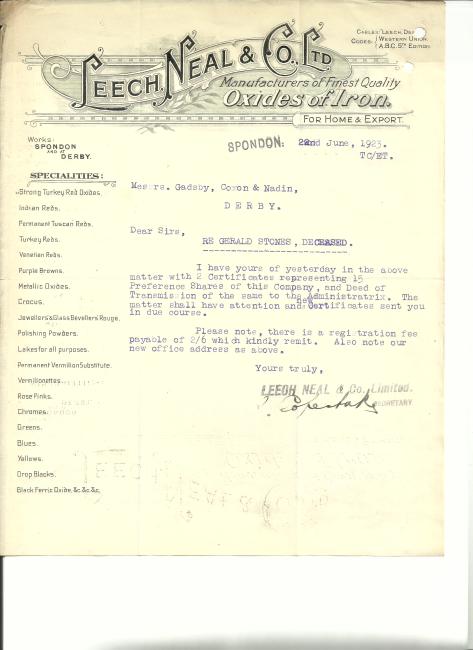 CABLES: LEECH, DERBY
CODES: WESTERN UNION.
A.B.C. 5TH EDITION.
LEECH, NEAL & CO., LTD.
Manufacturers of Finest Quality
Oxides of Iron.
FOR HOME & EXPORT.
Works:
SPONDON
AND AT
DERBY.
SPONDON: 22nd June, 1923.
TC/ET.
SPECIALITIES:
Strong Turkey Red Oxides.
Indian Reds.
Permanent Tuscan Reds.
Turkey Reds.
Venetian Reds.
Purple Browns.
Metallic Oxides.
Crocus.
Jewellers & Glass Bevellers Rouge.
Polishing Powders.
Lakes for all purposes.
Permanent Vermilion Substitute.
Vermilionettes.
Rose Pinks.
Chromes.
Greens.
Blues.
Yellows.
Drop Blacks.
Black Ferric Oxide, &c. &c. &c.
Messrs. Gadsby, Coxon & Nadin,
DERBY.
Dear Sirs,
RE GERALD STONES, DECEASED.
I have yours of yesterday in the above
matter with 2 Certificates representing 15
Preference Shares of this Company, and Deed of
Transmission of the same to the Administratrix. The
matter shall have attention and new Certificates sent you
in due course.
Please note, there is a registration fee
payable of 2/6 which kindly remit. Also note our
new office address as above.
Yours truly,
LEECH NEAL & Co. Limited.
SECRETARY.